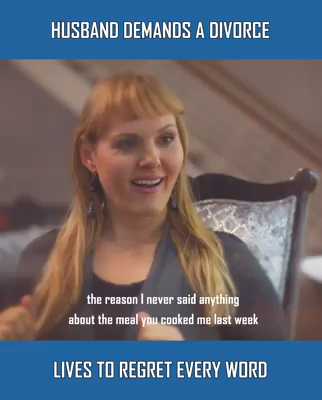 HUSBAND DEMANDS A DIVORCE
the reason I never said anything
about the meal you cooked me last week
LIVES TO REGRET EVERY WORD